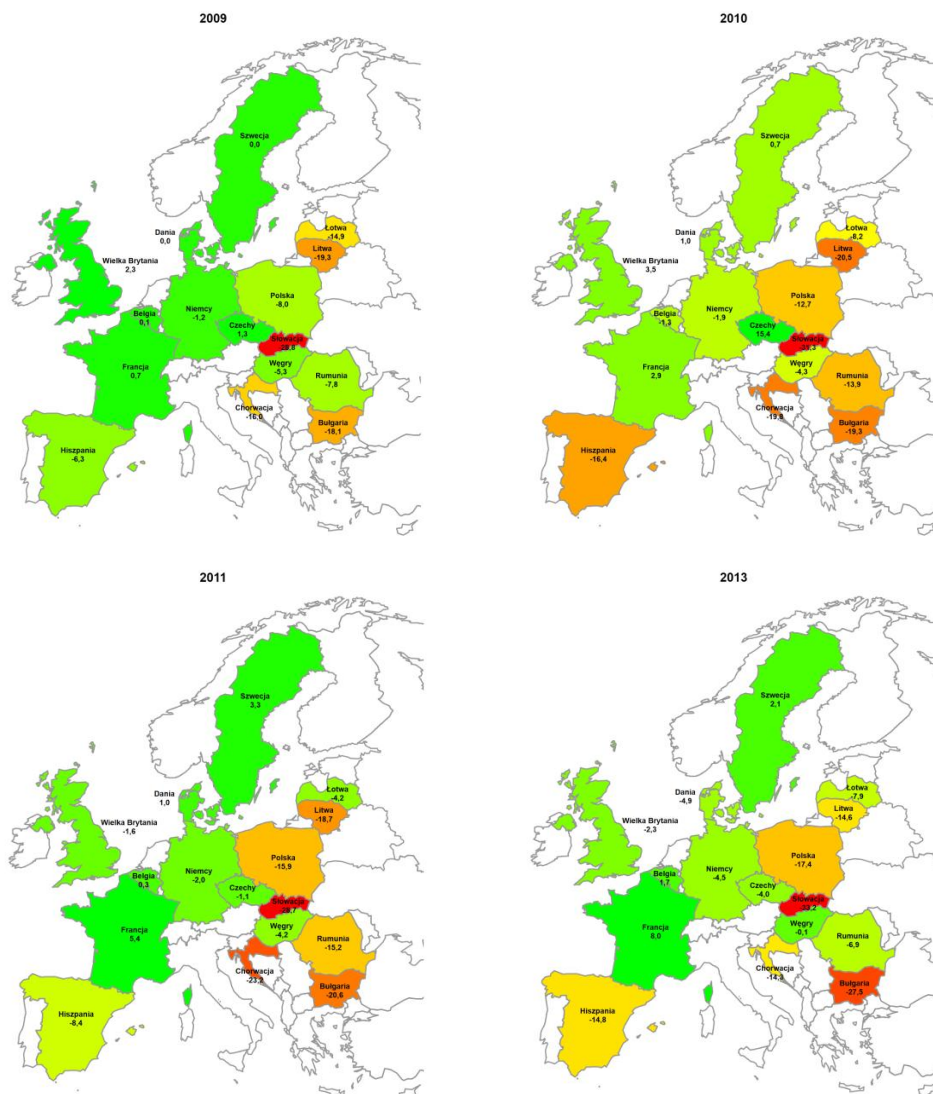 2009
Szwecja
0,0
Dania
0,0
Łotwa
-14,9
Litwa
-19,3
Wielka Brytania
2,3
Belgia
0,1
Niemcy
-1,2
Polska
-8,0
Czechy
1,3
Słowacja
Węgry
-5,3
Francja
0,7
Rumunia
-7,8
Chorwacja
-16,0
Bułgaria
-18,1
Hiszpania
-6,3
2010
Szwecja
0,7
Dania
1,0
Łotwa
-8,2
Litwa
-20,5
Wielka Brytania
3,5
Belgia
-1,3
Niemcy
-1,9
Polska
-12,7
Czechy
15,4
Słowacja
Węgry
-4,3
Francja
2,9
Rumunia
-13,9
Chorwacja
-19,8
Bułgaria
-19,3
Hiszpania
-16,4
2011
Szwecja
3,3
Dania
1,0
Łotwa
-4,2
Litwa
-18,7
Wielka Brytania
-1,6
Belgia
0,3
Niemcy
-2,0
Polska
-15,9
Czechy
-1,1
Słowacja
Węgry
-4,2
Francja
5,4
Rumunia
-15,2
Chorwacja
-23,2
Bułgaria
-20,6
Hiszpania
-8,4
2013
Szwecja
2,1
Dania
-4,9
Łotwa
-7,9
Litwa
-14,6
Wielka Brytania
-2,3
Belgia
1,7
Niemcy
-4,5
Polska
-17,4
Czechy
-4,0
Słowacja
Węgry
-0,1
Francja
8,0
Rumunia
-6,9
Chorwacja
Bułgaria
-27,5
Hiszpania
-14,8